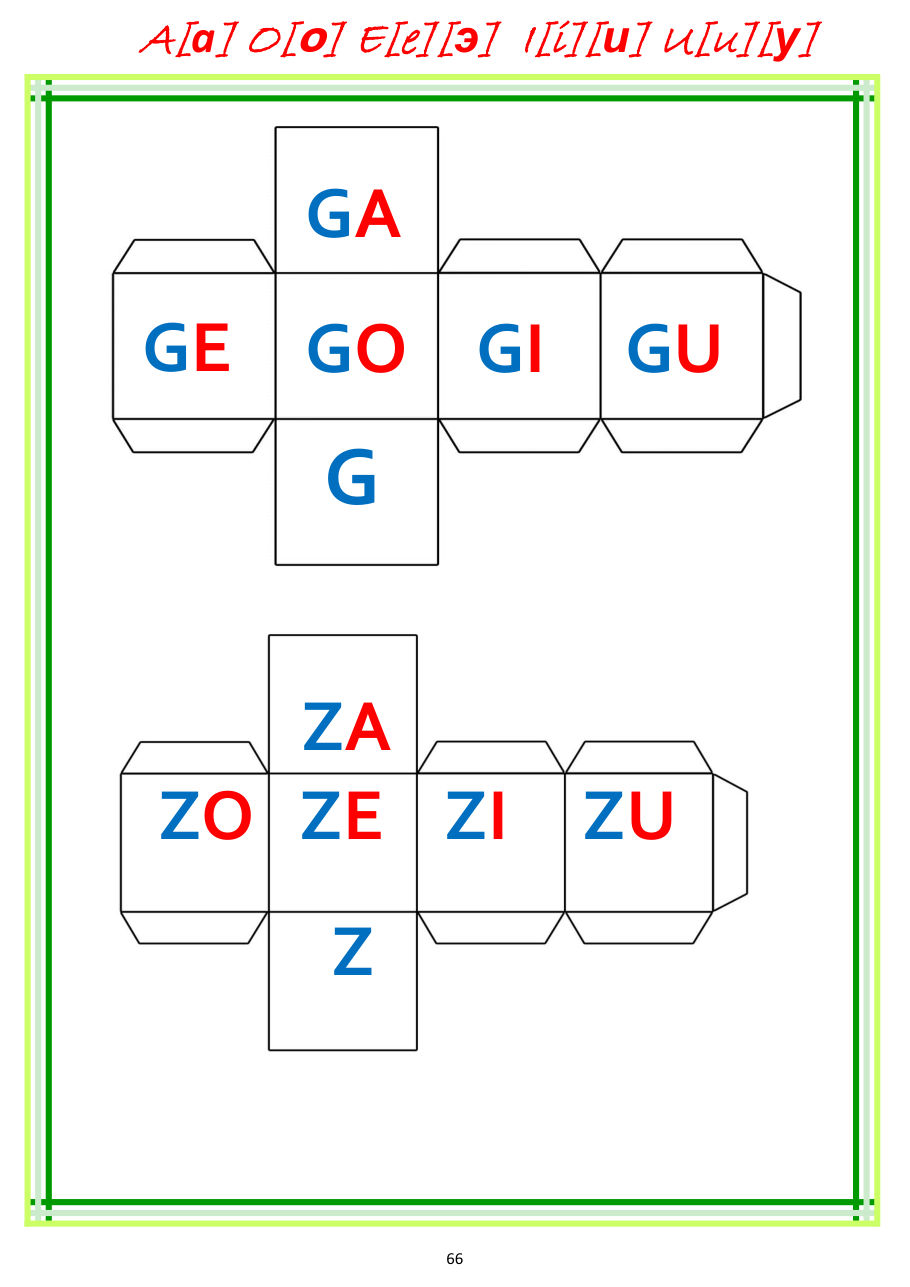 A[а] O[о] E[e][э] I[i][и] U[u][у]
GA
GE GO GI GU
G
ZA
ZO ZE ZI ZU
Z
66